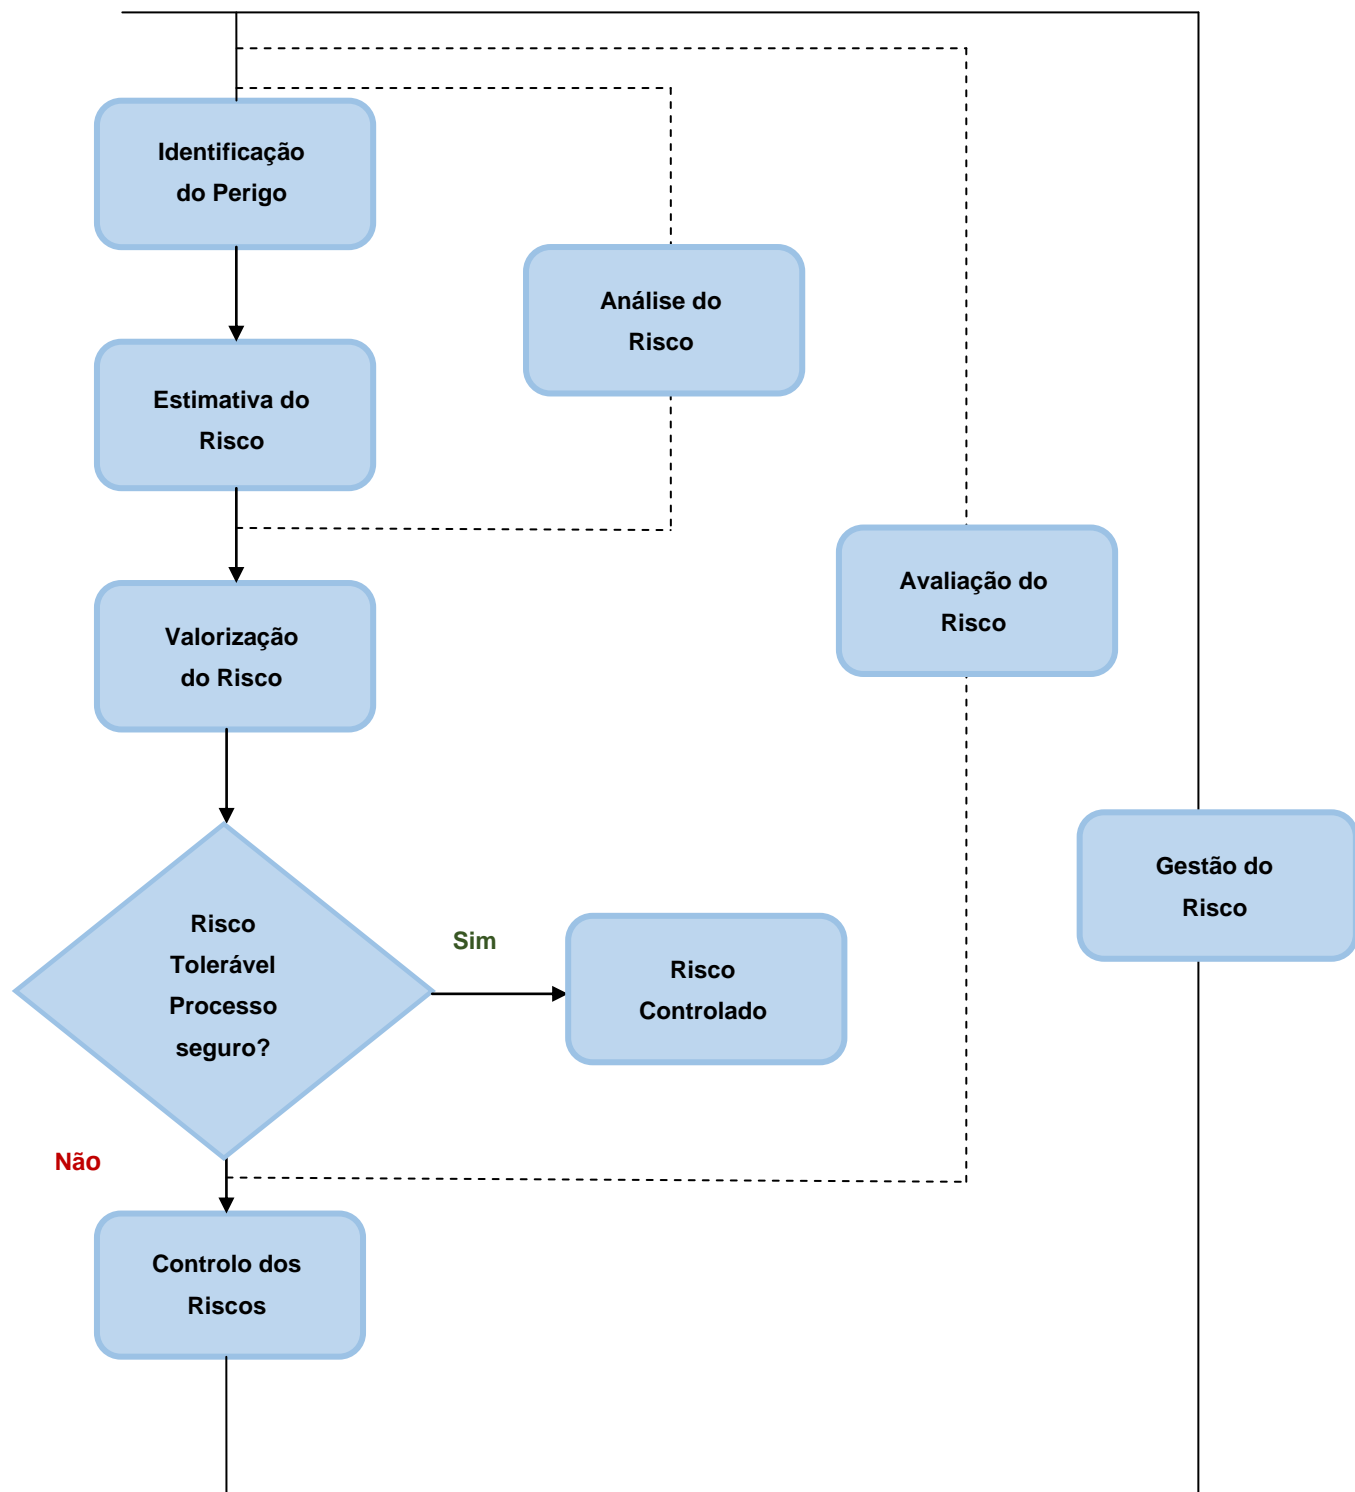 Identificação
do Perigo
Análise do
Risco
Estimativa do
Risco
Avaliação do
Risco
Valorização
do Risco
Gestão do
Risco
Risco
Tolerável
Processo
seguro?
Sim
Risco
Controlado
Não
Controlo dos
Riscos